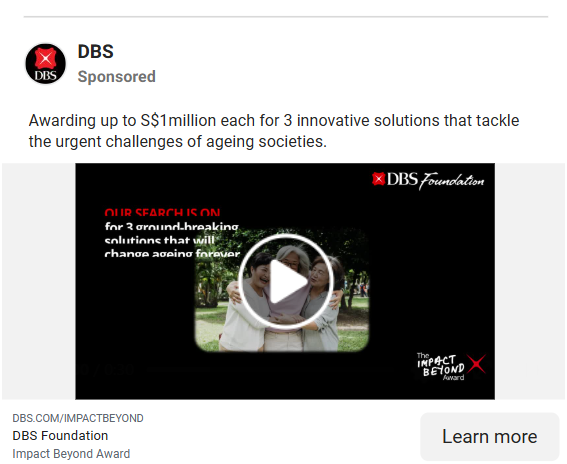 DBS
DBS
Sponsored
Awarding up to S$1million each for 3 innovative solutions that tackle
the urgent challenges of ageing societies.
DBS Foundation
OUR SEARCH IS ON
for 3 ground-breaking
solutions that will
change ageing forever
The
IMPACT
BEYOND
Award
DBS.COM/IMPACTBEYOND
DBS Foundation
Impact Beyond Award
Learn more